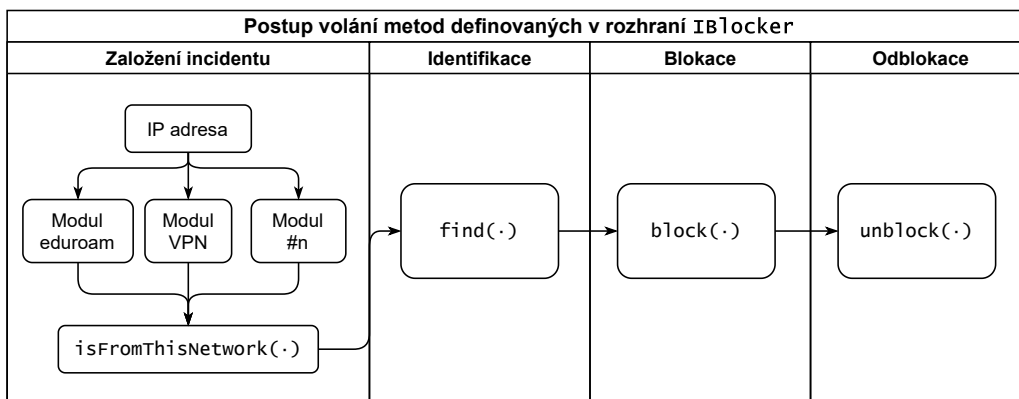 Postup volání metod definovaných v rozhraní IBlocker
Založení incidentu
Identifikace
Blokace
Odblokace
IP adresa
Modul
eduroam
Modul
VPN
Modul
#n
isFromThisNetwork(·)
find(·)
block(·)
unblock(·)